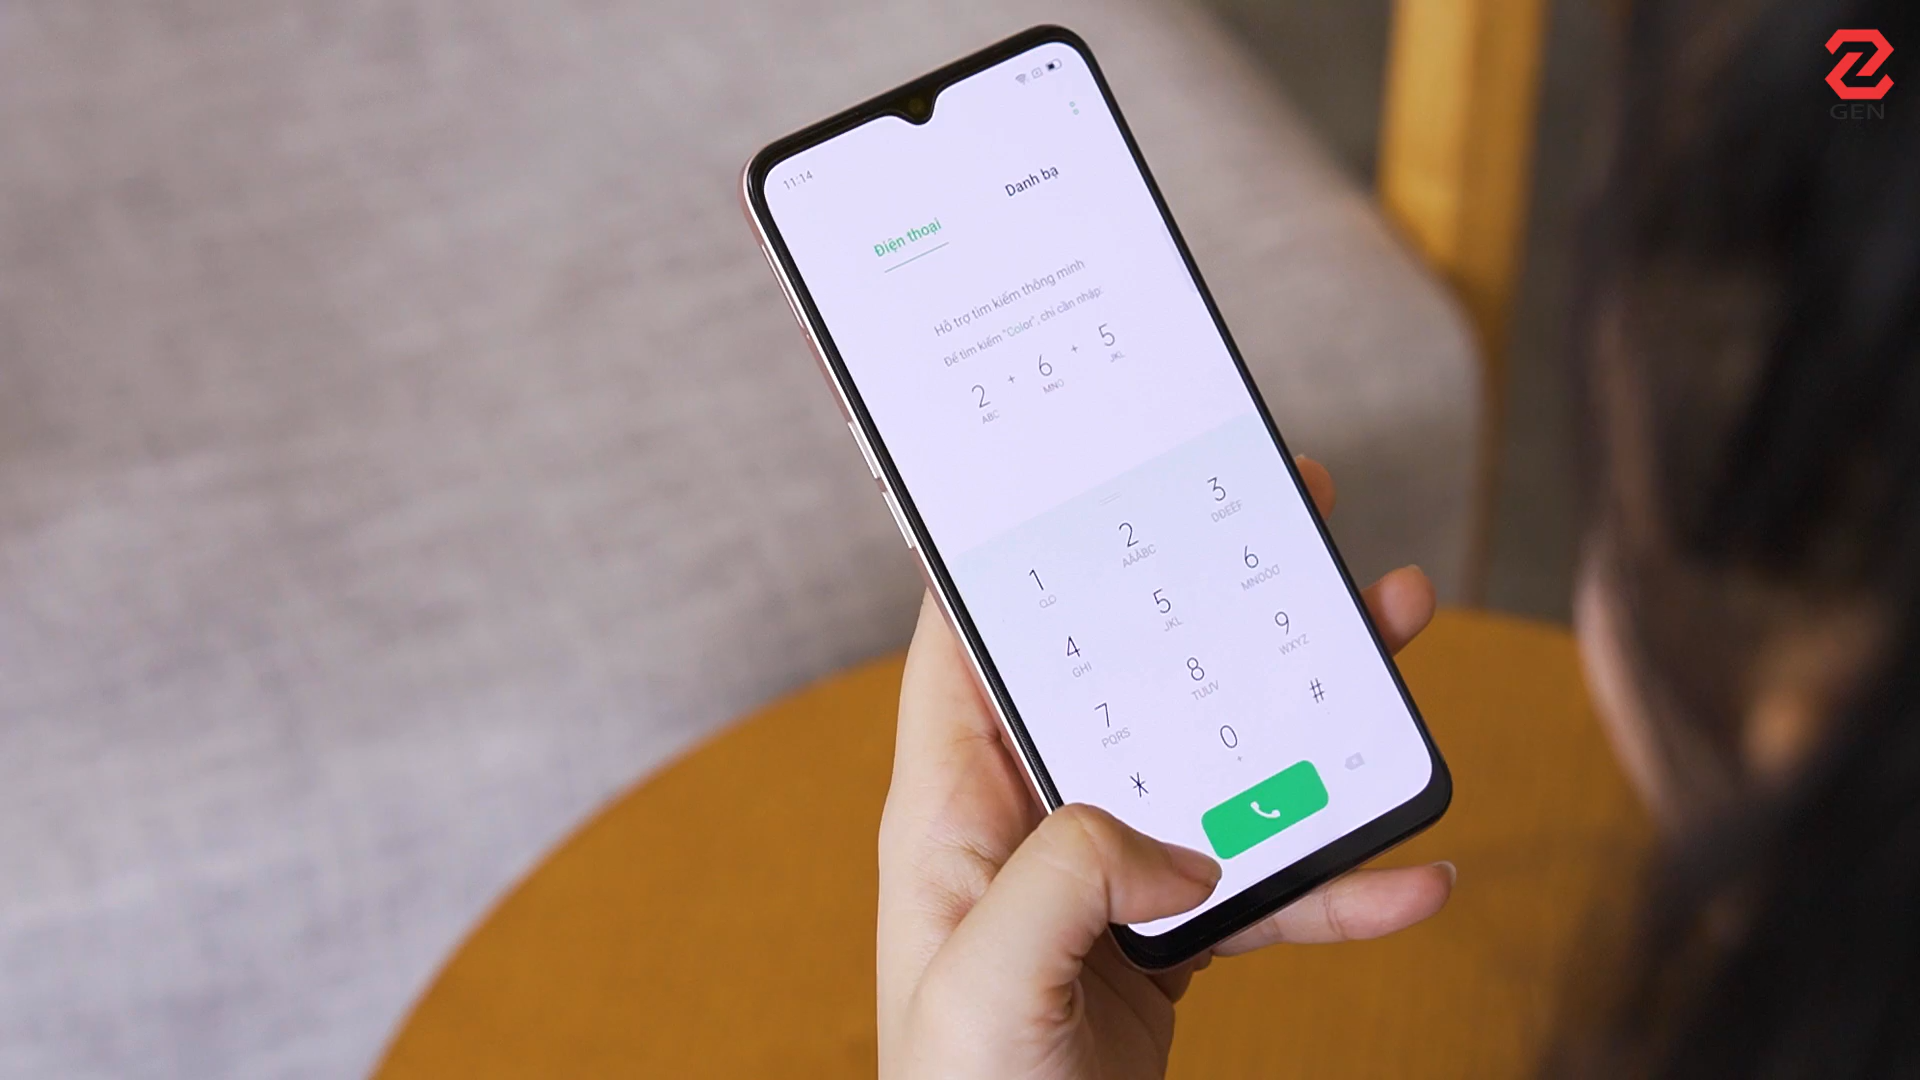 GEN
11:14
Điện thoại
Danh bạ
Hỗ trợ tìm kiếm thông minh
Để tìm kiếm "Color", chỉ cần nhập:
2 + 6 + 5
ABC MNO JKL
1 2 3
AĂÂBC DĐEÊF
4 5 6
GHI JKL MNOÔƠ
7 8 9
PQRS TUƯV WXYZ
* 0 #
+